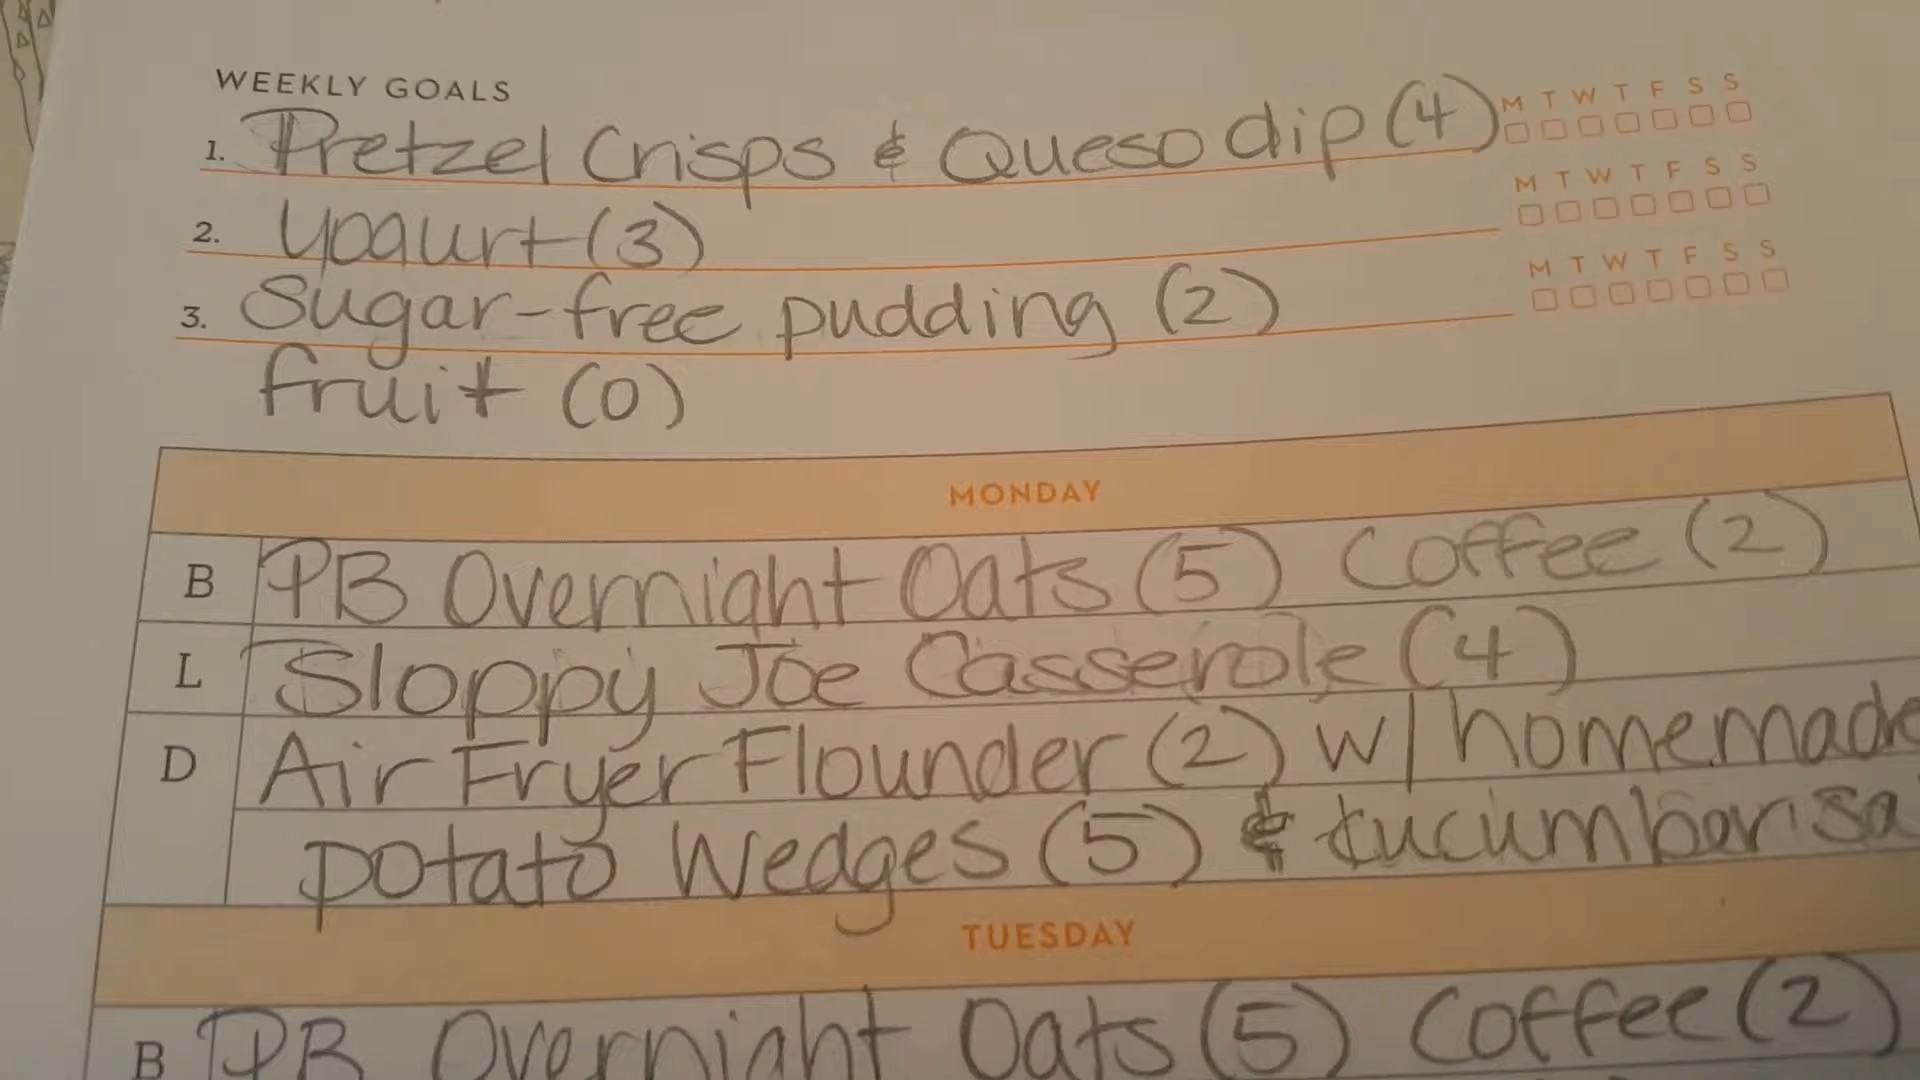 WEEKLY GOALS
M T W T F S S
1. Pretzel Crisps & Queso dip (4)
M T W T F S S
2. Yogurt (3)
M T W T F S S
3. Sugar-free pudding (2)
fruit (0)
MONDAY
B PB Overnight Oats (5) Coffee (2)
L Sloppy Joe Casserole (4)
D Air Fryer Flounder (2) w/ homemade
potato wedges (5) &
TUESDAY
B PB Overnight Oats (5) Coffee (2)